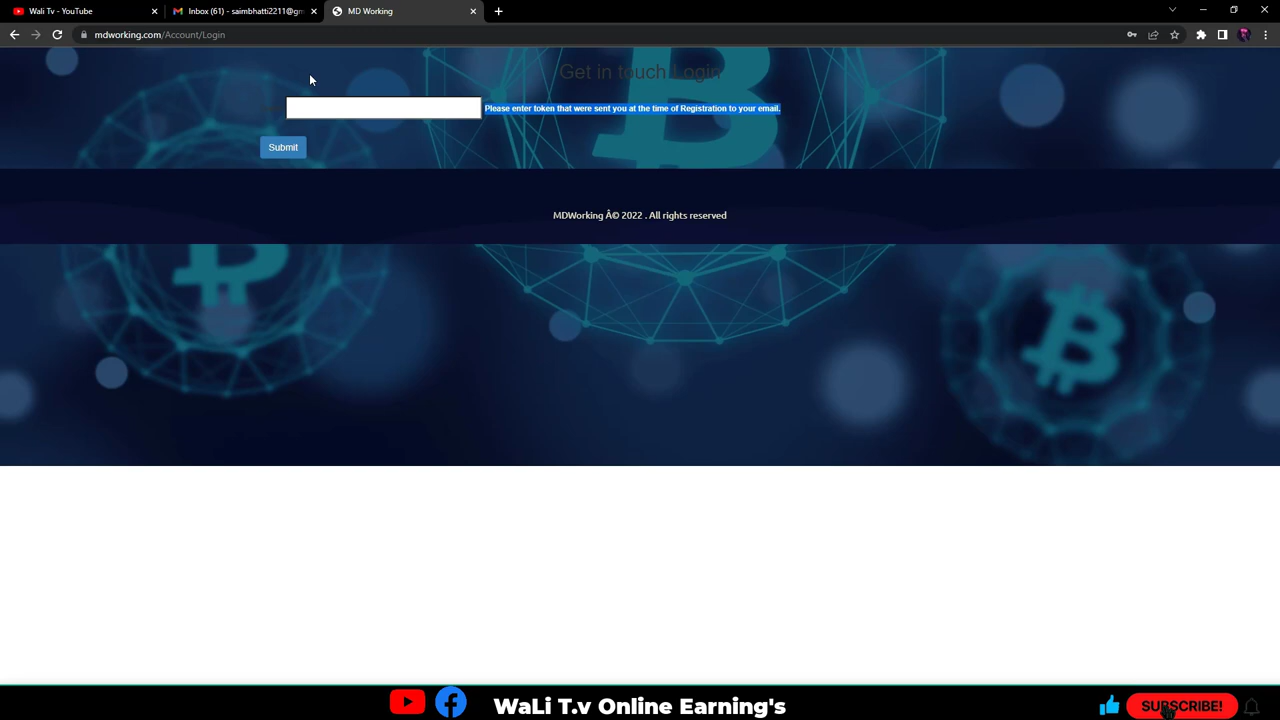 Wali Tv - YouTube
Inbox (61) - saimbhatti2211@gm
MD Working
mdworking.com/Account/Login
Get in touch Login
Please enter token that were sent you at the time of Registration to your email.
Submit
MDWorking Â© 2022 . All rights reserved
WaLi T.v Online Earning's
SUBSCRIBE!